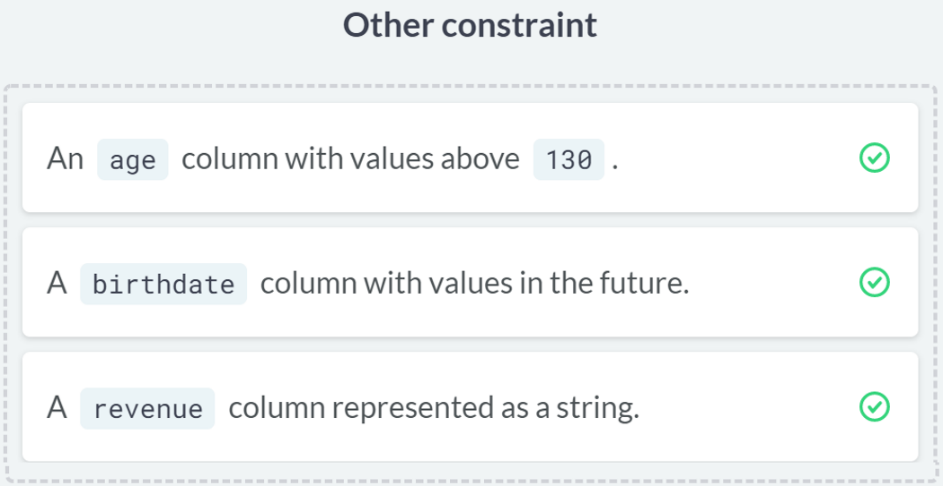 Other constraint
An age column with values above 130 .
A birthdate column with values in the future.
A revenue column represented as a string.